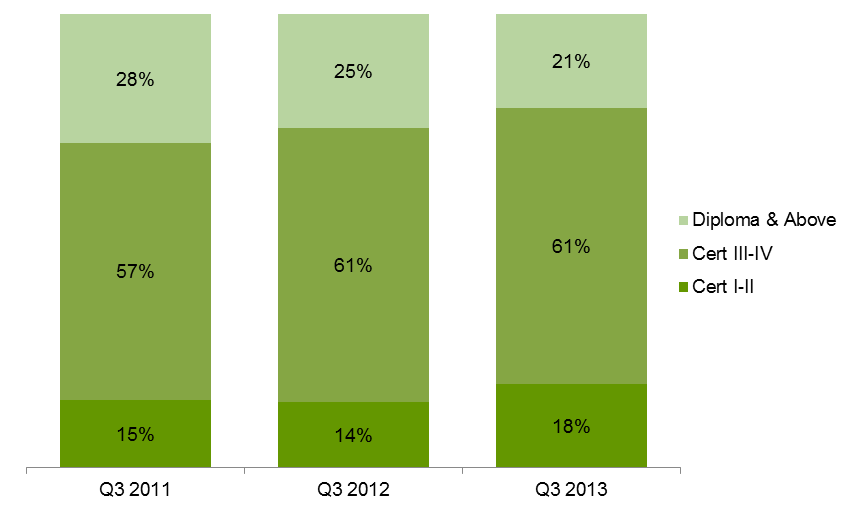 28%
25%
21%
57%
61%
61%
15%
14%
18%
Diploma & Above
Cert III-IV
Cert I-II
Q3 2011
Q3 2012
Q3 2013